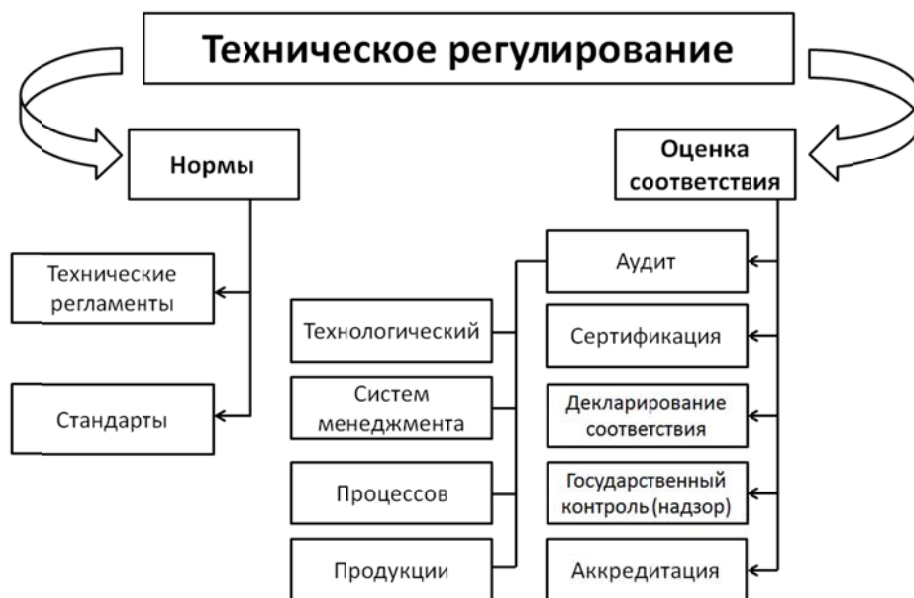 Техническое регулирование
Нормы
Оценка
соответствия
Технические
регламенты
Стандарты
Аудит
Технологический
Систем
менеджмента
Процессов
Продукции
Сертификация
Декларирование
соответствия
Государственный
контроль(надзор)
Аккредитация